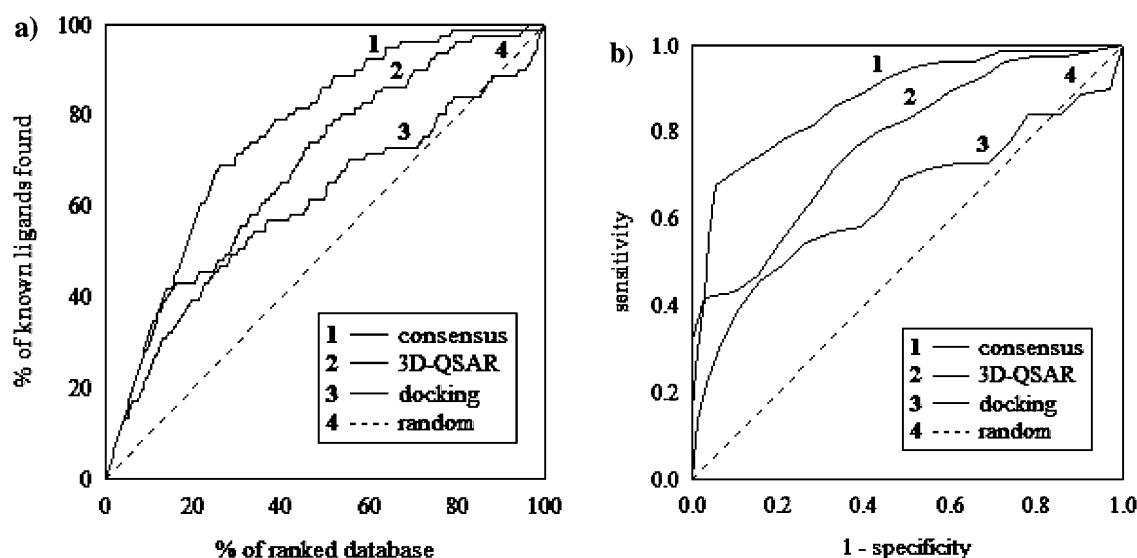 a)
% of known ligands found
100
80
60
40
20
0
0 20 40 60 80 100
% of ranked database
1
2
3
4
1 consensus
2 3D-QSAR
3 docking
4 random
b)
sensitivity
1.0
0.8
0.6
0.4
0.2
0.0
0.0 0.2 0.4 0.6 0.8 1.0
1 - specificity
1
2
3
4
1 consensus
2 3D-QSAR
3 docking
4 random